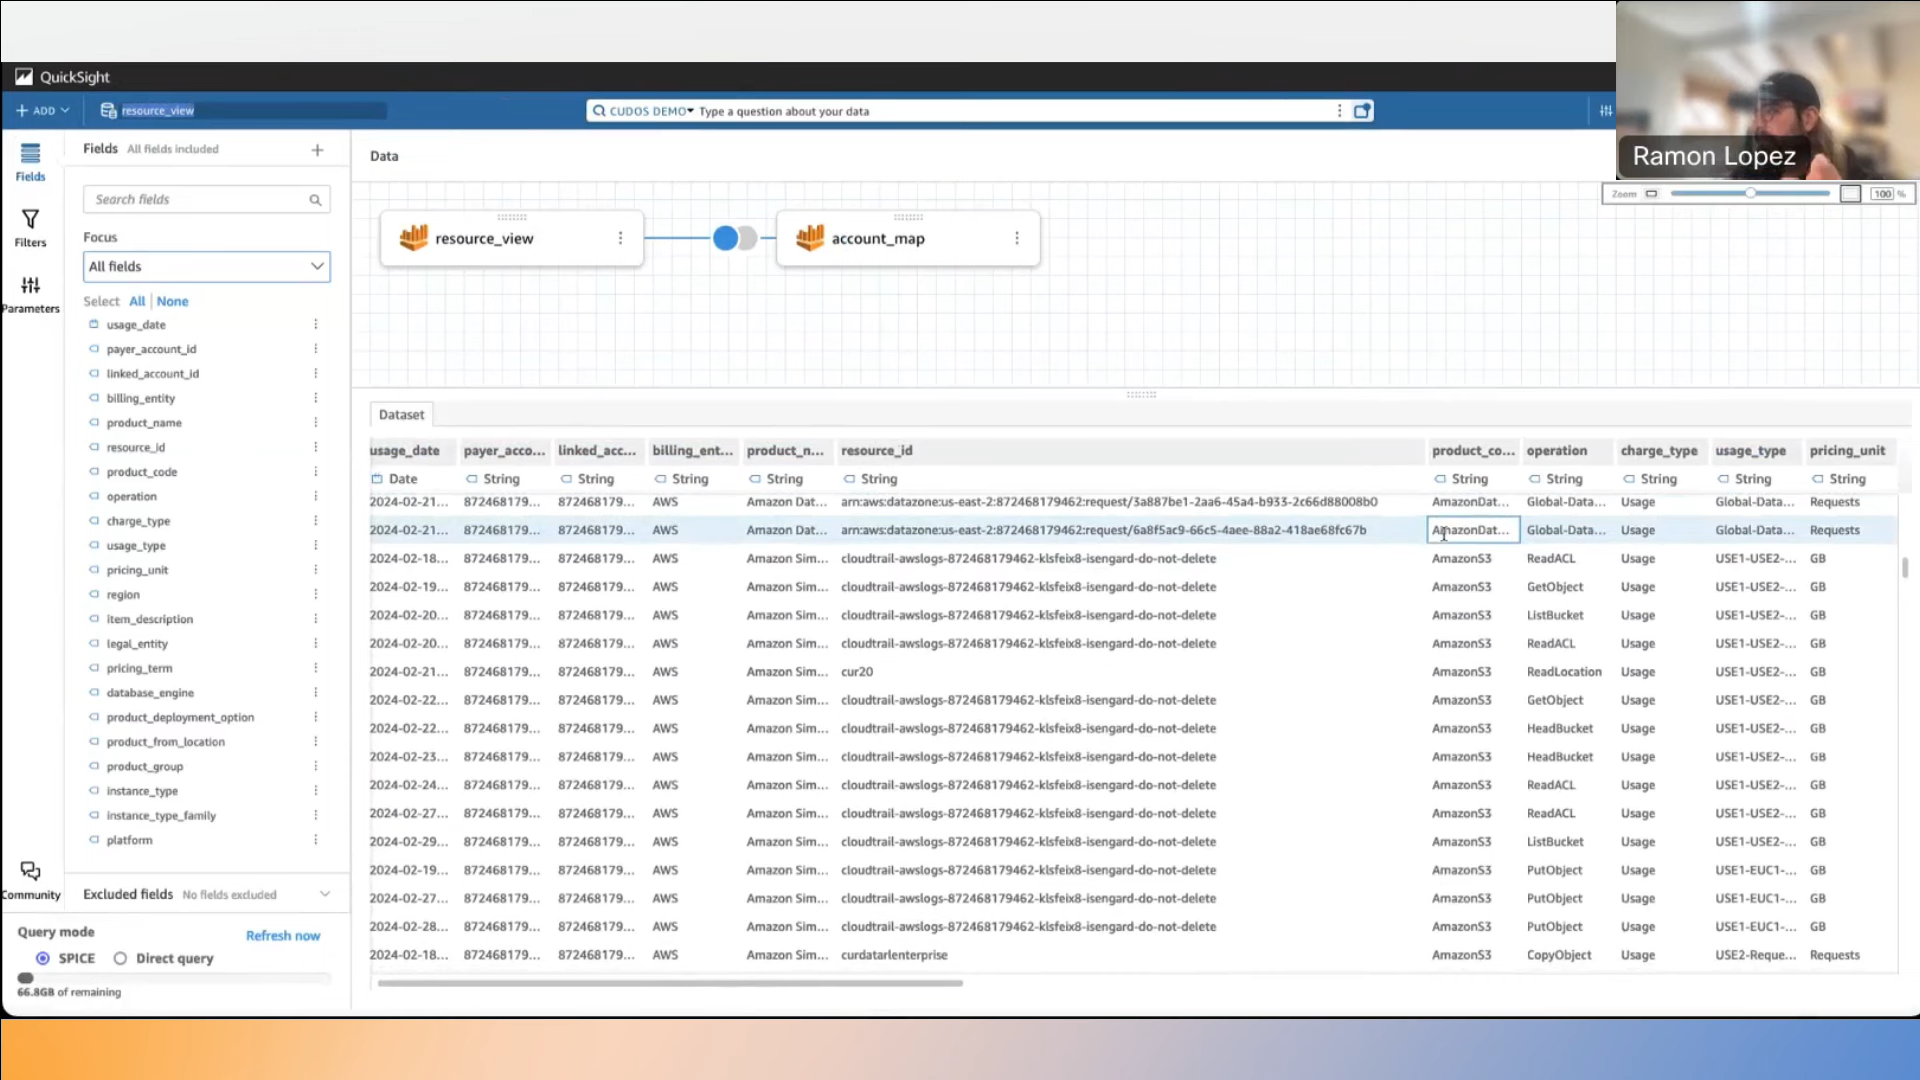 QuickSight
ADD
resource_view
CUDOS DEMO Type a question about your data
Ramon Lopez
Fields
Filters
Parameters
Community
Fields All fields included
Search fields
Focus
All fields
Select All None
usage_date
payer_account_id
linked_account_id
billing_entity
product_name
resource_id
product_code
operation
charge_type
usage_type
pricing_unit
region
item_description
legal_entity
pricing_term
database_engine
product_deployment_option
product_from_location
product_group
instance_type
instance_type_family
platform
Excluded fields No fields excluded
Query mode Refresh now
SPICE Direct query
66.8GB of remaining
Data
Zoom 100 %
resource_view account_map
Dataset
usage_date payer_acco... linked_acc... billing_ent... product_n... resource_id product_co... operation charge_type usage_type pricing_unit
Date String String String String String String String String String String
2024-02-21... 872468179... 872468179... AWS Amazon Dat... arn:aws:datazone:us-east-2:872468179462:request/3a887be1-2aa6-45a4-b933-2c66d88008b0 AmazonDat... Global-Data... Usage Global-Data... Requests
2024-02-21... 872468179... 872468179... AWS Amazon Dat... arn:aws:datazone:us-east-2:872468179462:request/6a8f5ac9-66c5-4aee-88a2-418ae68fc67b AmazonDat... Global-Data... Usage Global-Data... Requests
2024-02-18... 872468179... 872468179... AWS Amazon Sim... cloudtrail-awslogs-872468179462-klsfeix8-isengard-do-not-delete AmazonS3 ReadACL Usage USE1-USE2-... GB
2024-02-19... 872468179... 872468179... AWS Amazon Sim... cloudtrail-awslogs-872468179462-klsfeix8-isengard-do-not-delete AmazonS3 GetObject Usage USE1-USE2-... GB
2024-02-20... 872468179... 872468179... AWS Amazon Sim... cloudtrail-awslogs-872468179462-klsfeix8-isengard-do-not-delete AmazonS3 ListBucket Usage USE1-USE2-... GB
2024-02-20... 872468179... 872468179... AWS Amazon Sim... cloudtrail-awslogs-872468179462-klsfeix8-isengard-do-not-delete AmazonS3 ReadACL Usage USE1-USE2-... GB
2024-02-21... 872468179... 872468179... AWS Amazon Sim... cur20 AmazonS3 ReadLocation Usage USE1-USE2-... GB
2024-02-22... 872468179... 872468179... AWS Amazon Sim... cloudtrail-awslogs-872468179462-klsfeix8-isengard-do-not-delete AmazonS3 GetObject Usage USE1-USE2-... GB
2024-02-22... 872468179... 872468179... AWS Amazon Sim... cloudtrail-awslogs-872468179462-klsfeix8-isengard-do-not-delete AmazonS3 HeadBucket Usage USE1-USE2-... GB
2024-02-23... 872468179... 872468179... AWS Amazon Sim... cloudtrail-awslogs-872468179462-klsfeix8-isengard-do-not-delete AmazonS3 HeadBucket Usage USE1-USE2-... GB
2024-02-24... 872468179... 872468179... AWS Amazon Sim... cloudtrail-awslogs-872468179462-klsfeix8-isengard-do-not-delete AmazonS3 ReadACL Usage USE1-USE2-... GB
2024-02-27... 872468179... 872468179... AWS Amazon Sim... cloudtrail-awslogs-872468179462-klsfeix8-isengard-do-not-delete AmazonS3 ReadACL Usage USE1-USE2-... GB
2024-02-29... 872468179... 872468179... AWS Amazon Sim... cloudtrail-awslogs-872468179462-klsfeix8-isengard-do-not-delete AmazonS3 ListBucket Usage USE1-USE2-... GB
2024-02-19... 872468179... 872468179... AWS Amazon Sim... cloudtrail-awslogs-872468179462-klsfeix8-isengard-do-not-delete AmazonS3 PutObject Usage USE1-EUC1-... GB
2024-02-27... 872468179... 872468179... AWS Amazon Sim... cloudtrail-awslogs-872468179462-klsfeix8-isengard-do-not-delete AmazonS3 PutObject Usage USE1-EUC1-... GB
2024-02-28... 872468179... 872468179... AWS Amazon Sim... cloudtrail-awslogs-872468179462-klsfeix8-isengard-do-not-delete AmazonS3 PutObject Usage USE1-EUC1-... GB
2024-02-18... 872468179... 872468179... AWS Amazon Sim... curdatarlenterprise AmazonS3 CopyObject Usage USE2-Reque... Requests